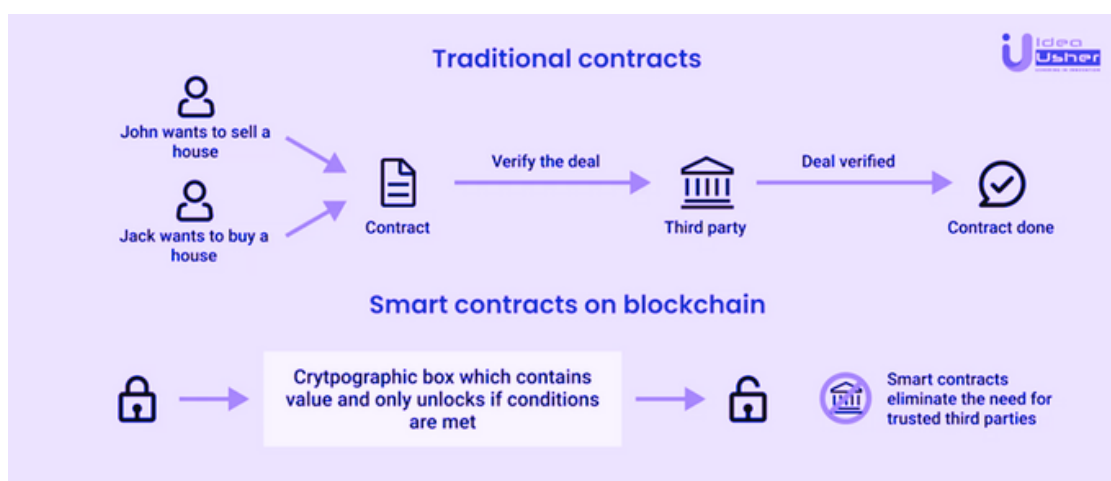 Traditional contracts
Idea
Usher
John wants to sell a
house
Jack wants to buy a
house
Contract
Verify the deal
Third party
Deal verified
Contract done
Smart contracts on blockchain
Crytpographic box which contains
value and only unlocks if conditions
are met
Smart contracts
eliminate the need for
trusted third parties